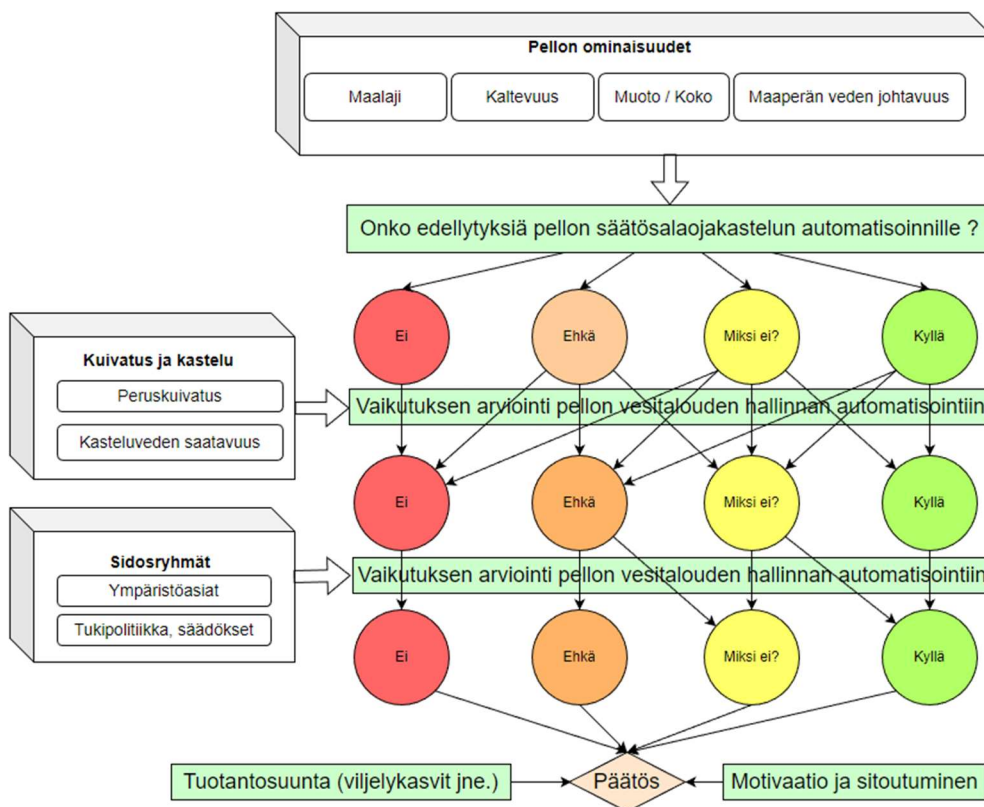 Pellon ominaisuudet
Maalaji
Kaltevuus
Muoto / Koko
Maaperän veden johtavuus
Onko edellytyksiä pellon säätösalaojakastelun automatisoinnille ?
Ei
Ehkä
Miksi ei?
Kyllä
Kuivatus ja kastelu
Peruskuivatus
Kasteluveden saatavuus
Vaikutuksen arviointi pellon vesitalouden hallinnan automatisointiin
Ei
Ehkä
Miksi ei?
Kyllä
Sidosryhmät
Ympäristöasiat
Tukipolitiikka, säädökset
Vaikutuksen arviointi pellon vesitalouden hallinnan automatisointiin
Ei
Ehkä
Miksi ei?
Kyllä
Tuotantosuunta (viljelykasvit jne.)
Päätös
Motivaatio ja sitoutuminen